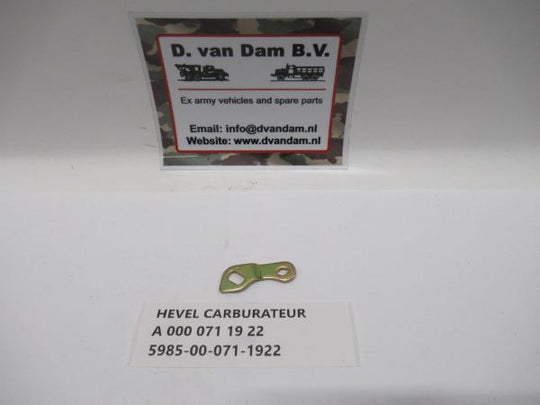 D. van Dam B.V.
Ex army vehicles and spare parts
Email: info@dvandam.nl
Website: www.dvandam.nl
HEVEL CARBURATEUR
A 000 071 19 22
5985-00-071-1922